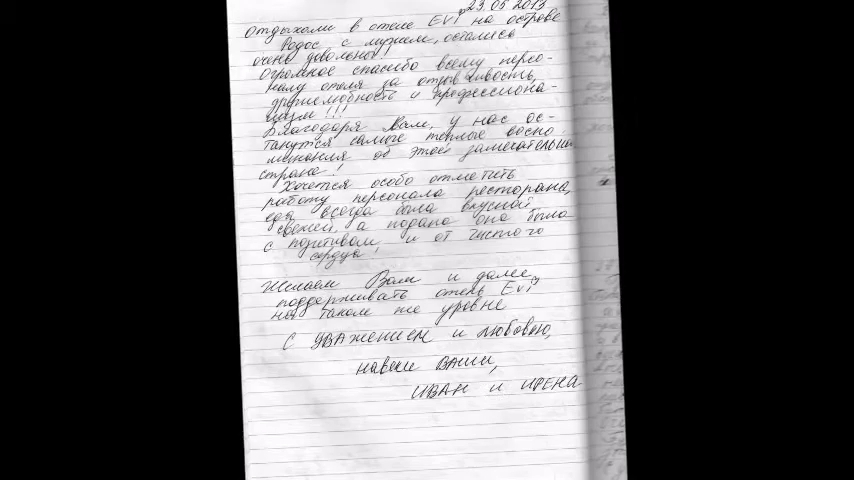 23.05.2013
Отдыхали в отеле "Evi" на острове
Родос с мужем, остались
очень довольны!
Огромное спасибо всему персо-
налу отеля за отзывчивость,
дружелюбность и профессиона-
лизм!!!
Благодаря Вам, у нас ос-
танутся самые теплые воспо-
минания об этой замечательной
стране!
Хочется особо отметить
работу персонала ресторана,
еда всегда была вкусной
свежей, а подано она было
с позитивом, и от чистого
сердца!
Желаем Вам и далее
поддерживать отель "Evi"
на таком же уровне
С уважением и любовью,
навеки Ваши,
ИВАН и ИРЕНА